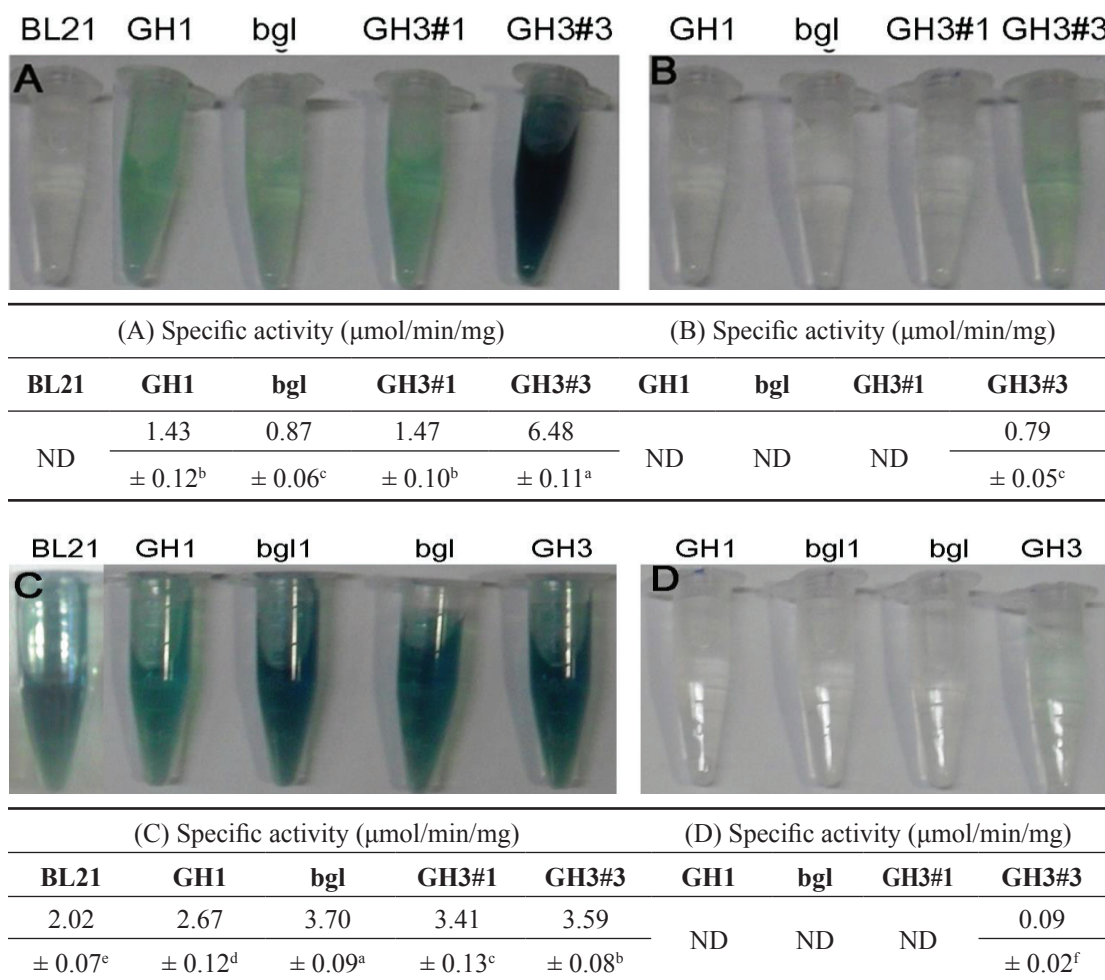 BL21 GH1 bgl GH3#1 GH3#3 GH1 bgl GH3#1 GH3#3
A B
(A) Specific activity (µmol/min/mg) (B) Specific activity (µmol/min/mg)
BL21 GH1 bgl GH3#1 GH3#3 GH1 bgl GH3#1 GH3#3
ND 1.43 0.87 1.47 6.48 ND ND ND 0.79
± 0.12ᵇ ± 0.06ᶜ ± 0.10ᵇ ± 0.11ᵃ ± 0.05ᶜ
BL21 GH1 bgl1 bgl GH3 GH1 bgl1 bgl GH3
C D
(C) Specific activity (µmol/min/mg) (D) Specific activity (µmol/min/mg)
BL21 GH1 bgl GH3#1 GH3#3 GH1 bgl GH3#1 GH3#3
2.02 2.67 3.70 3.41 3.59 ND ND ND 0.09
± 0.07ᵉ ± 0.12ᵈ ± 0.09ᵃ ± 0.13ᶜ ± 0.08ᵇ ± 0.02ᶠ